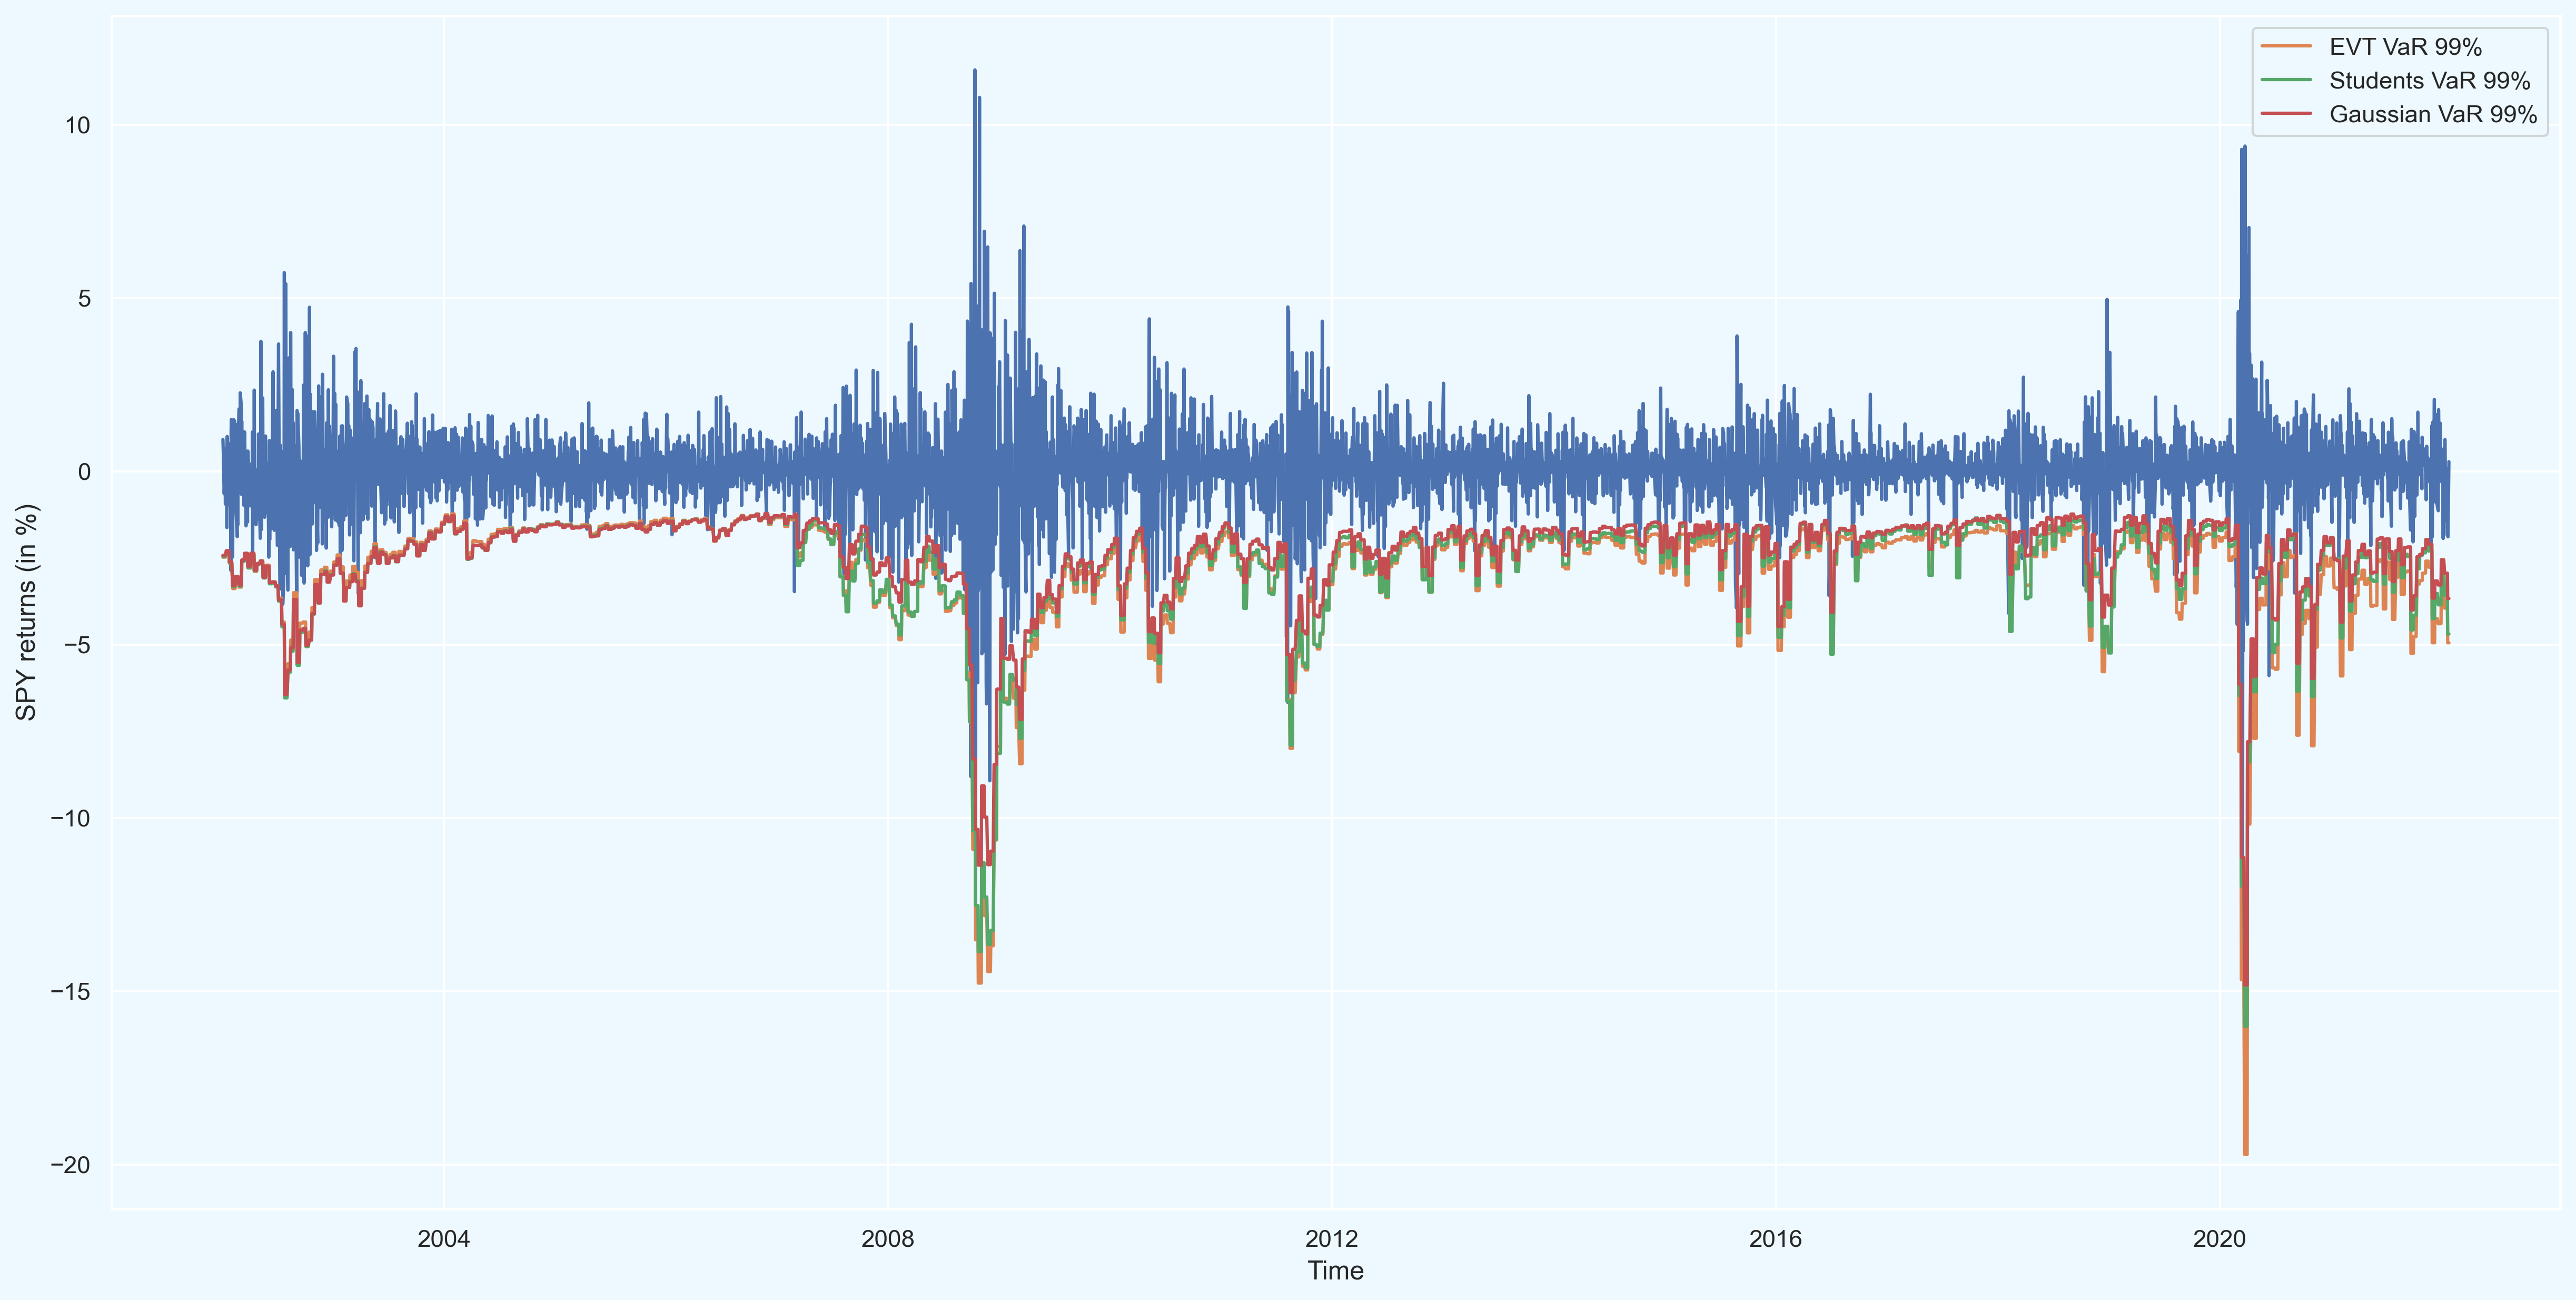 EVT VaR 99%
Students VaR 99%
Gaussian VaR 99%
SPY returns (in %)
10
5
0
−5
−10
−15
−20
2004
2008
2012
2016
2020
Time